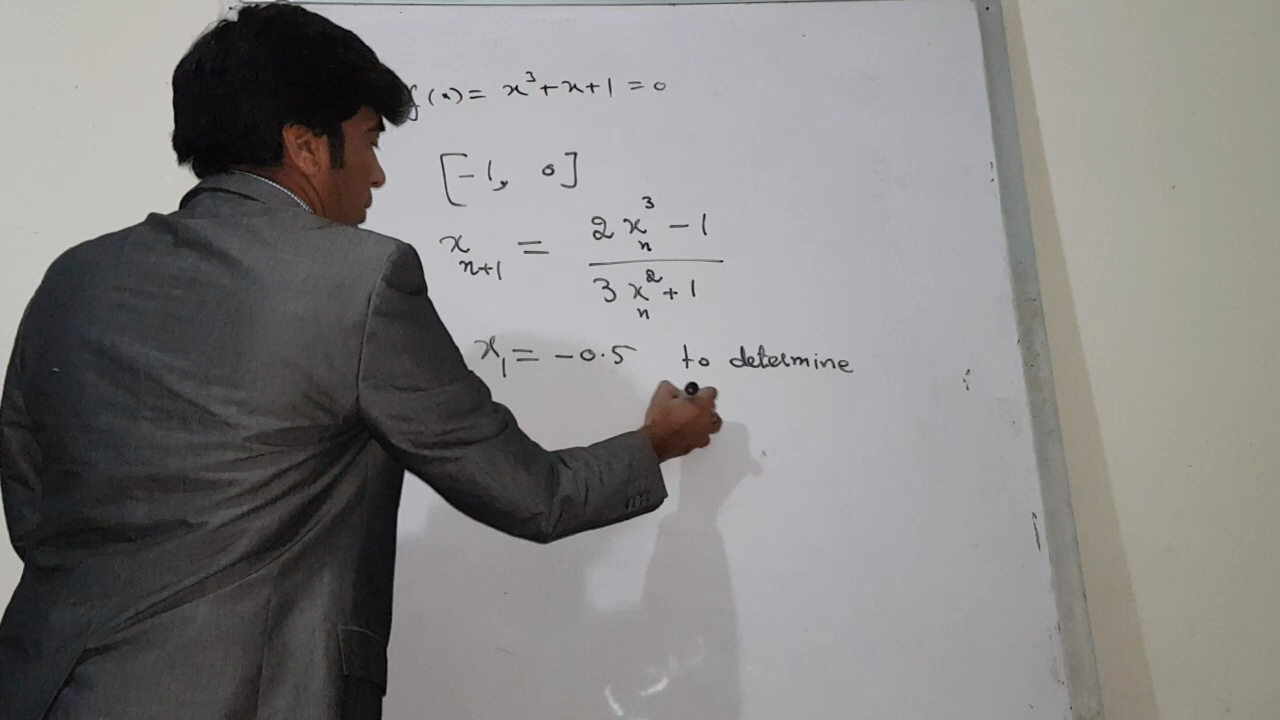 f(x) = x³+x+1 = 0
[-1, 0]
xₙ₊₁ = (2xₙ³ - 1) / (3xₙ² + 1)
x₁ = -0.5 to determine